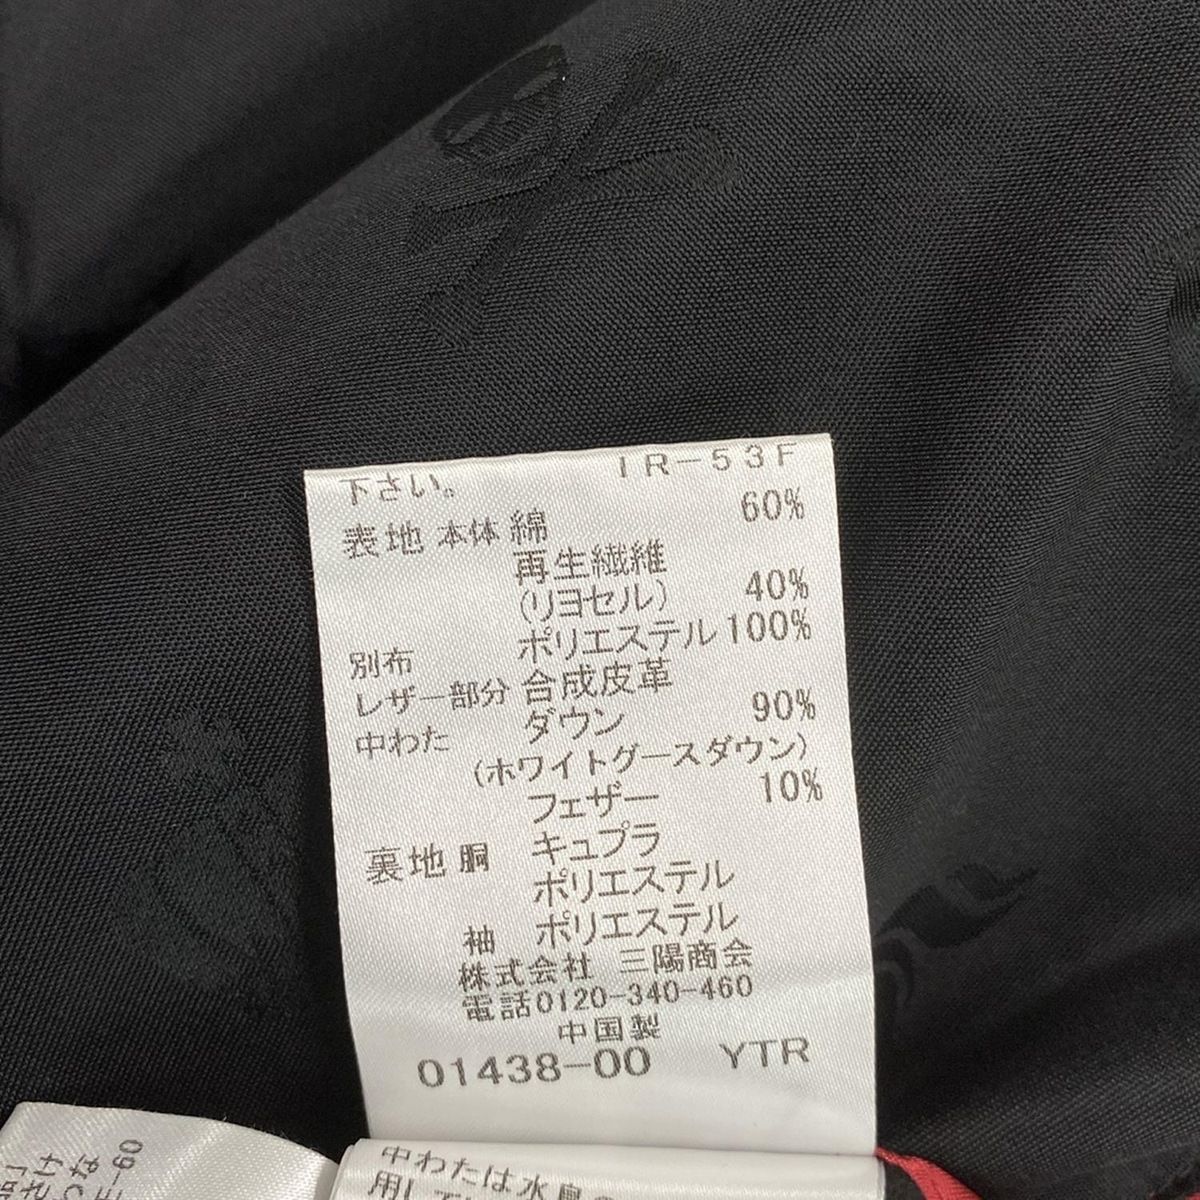 下さい。 IR-53F
表地 本体 綿 60%
再生繊維
(リヨセル) 40%
別布 ポリエステル 100%
レザー部分 合成皮革
中わた ダウン 90%
(ホワイトグースダウン)
フェザー 10%
裏地 胴 キュプラ
ポリエステル
袖 ポリエステル
株式会社 三陽商会
電話0120-340-460
中国製
01438-00 YTR
中わたは水鳥の